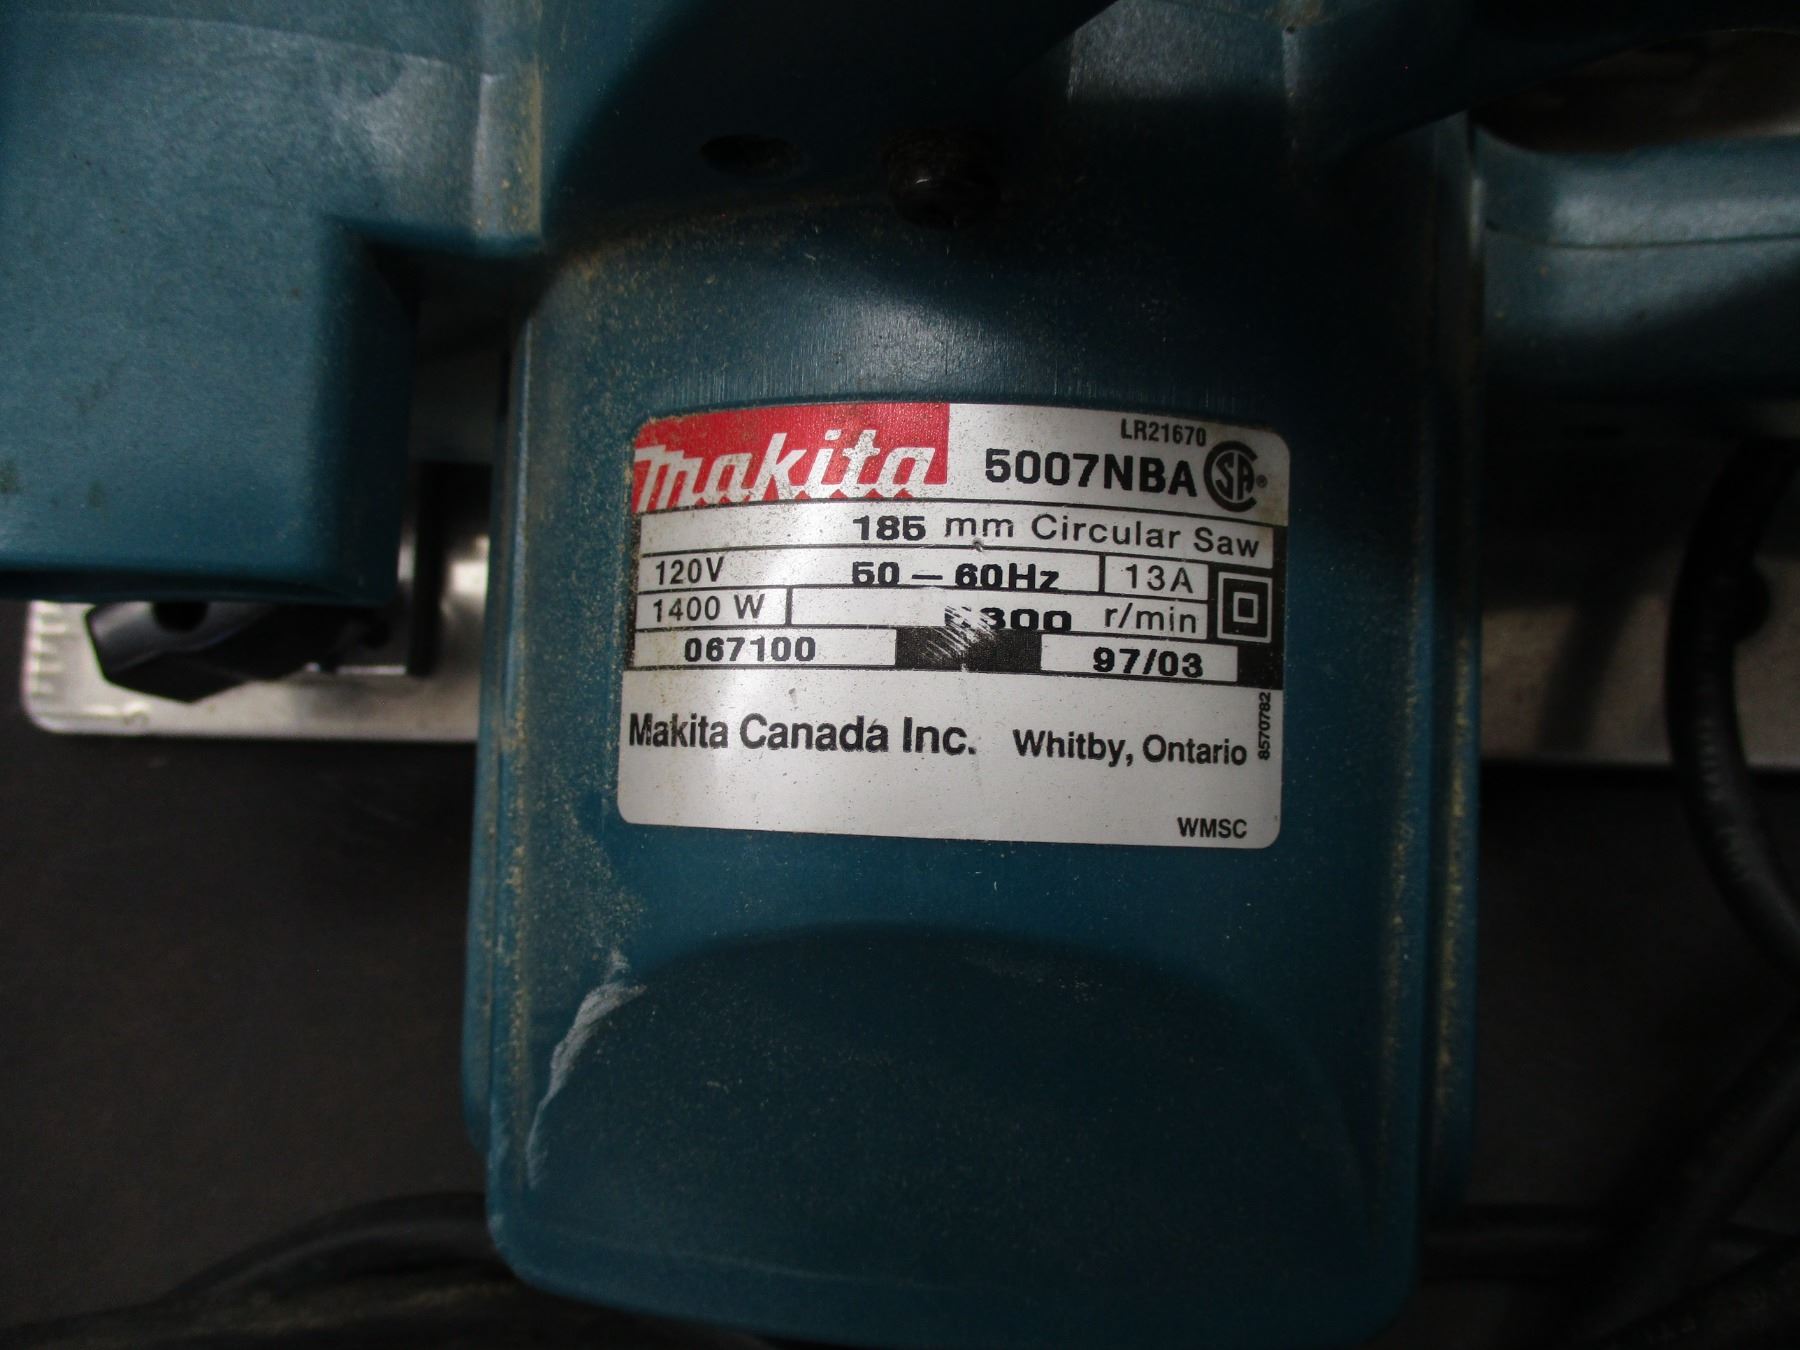 LR21670
makita 5007NBA SA®
185 mm Circular Saw
120V 50 – 60Hz 13A
1400 W r/min
067100 97/03
8570782
Makita Canada Inc. Whitby, Ontario
WMSC